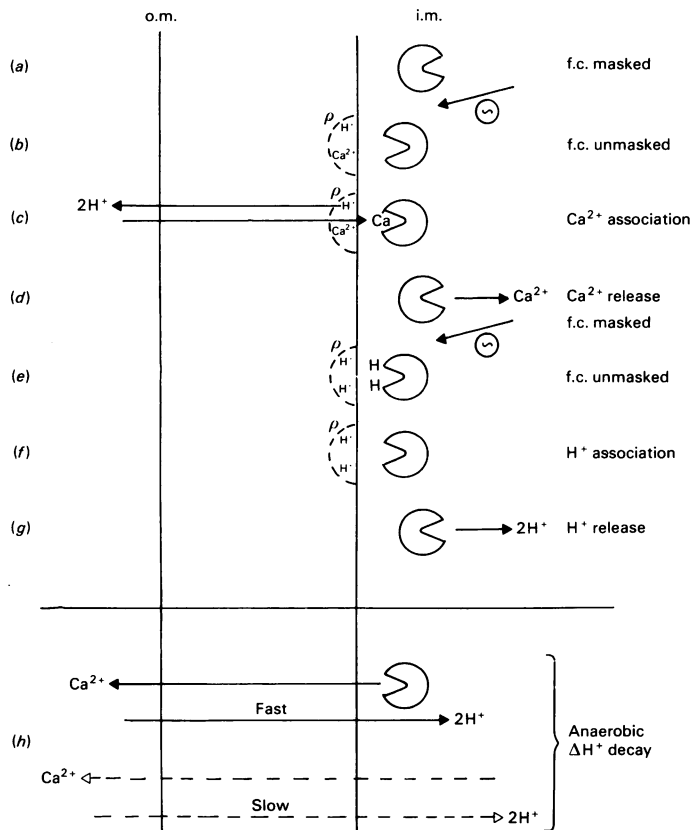 o.m. i.m.
(a) f.c. masked
~
(b) ρ H· Ca²⁺ f.c. unmasked
2H⁺ ρ H·
(c) Ca²⁺ Ca Ca²⁺ association
(d) Ca²⁺ Ca²⁺ release
f.c. masked
~
(e) ρ H· H· H H f.c. unmasked
(f) ρ H· H· H⁺ association
(g) 2H⁺ H⁺ release
Ca²⁺
Fast 2H⁺
(h) Anaerobic
ΔH⁺ decay
Ca²⁺
Slow 2H⁺